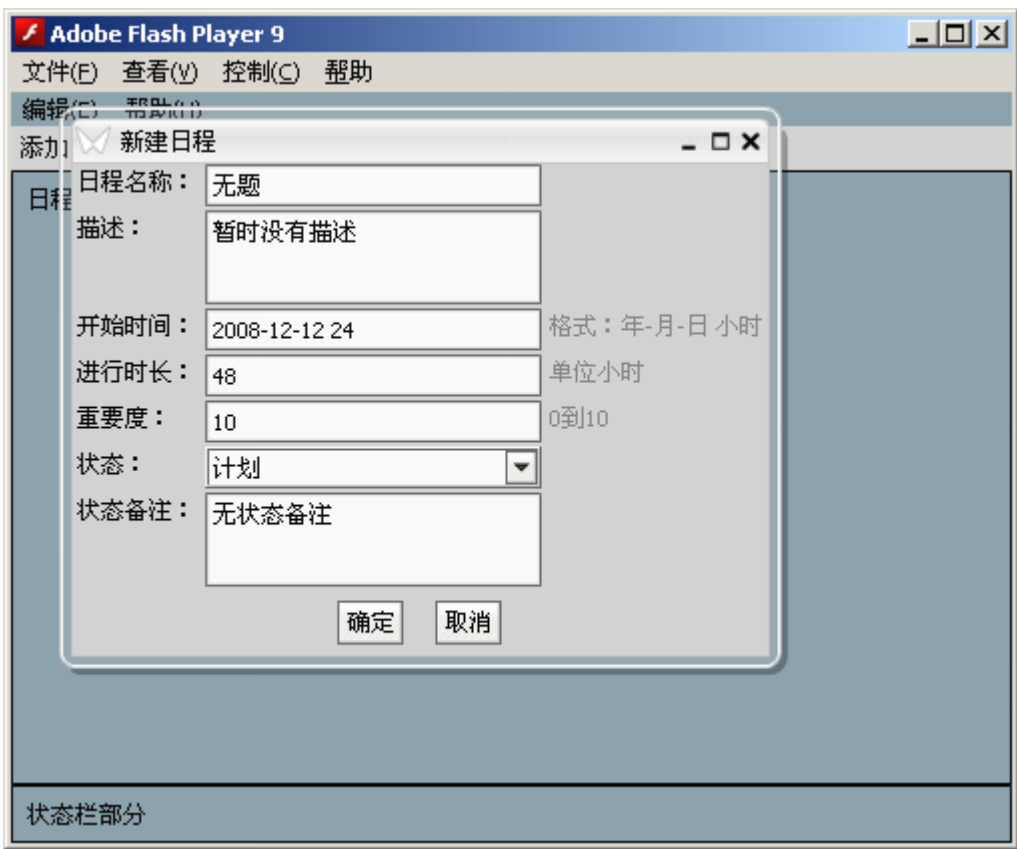 Adobe Flash Player 9
文件(F) 查看(V) 控制(C) 帮助
编辑(E) 帮助(H)
添加
新建日程
日程
日程名称： 无题
描述： 暂时没有描述
开始时间： 2008-12-12 24 格式：年-月-日 小时
进行时长： 48 单位小时
重要度： 10 0到10
状态： 计划
状态备注： 无状态备注
确定 取消
状态栏部分